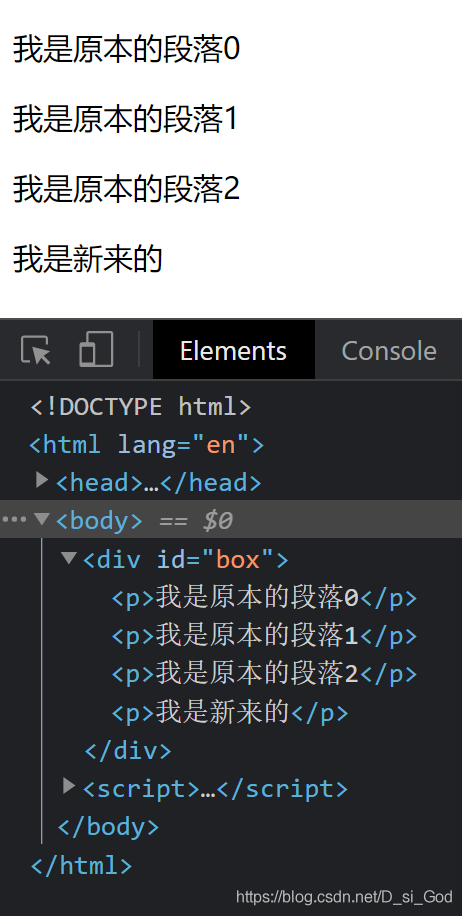 我是原本的段落0
我是原本的段落1
我是原本的段落2
我是新来的
Elements Console
<!DOCTYPE html>
<html lang="en">
<head>…</head>
<body> == $0
<div id="box">
<p>我是原本的段落0</p>
<p>我是原本的段落1</p>
<p>我是原本的段落2</p>
<p>我是新来的</p>
</div>
<script>…</script>
</body>
</html>
https://blog.csdn.net/D_si_God